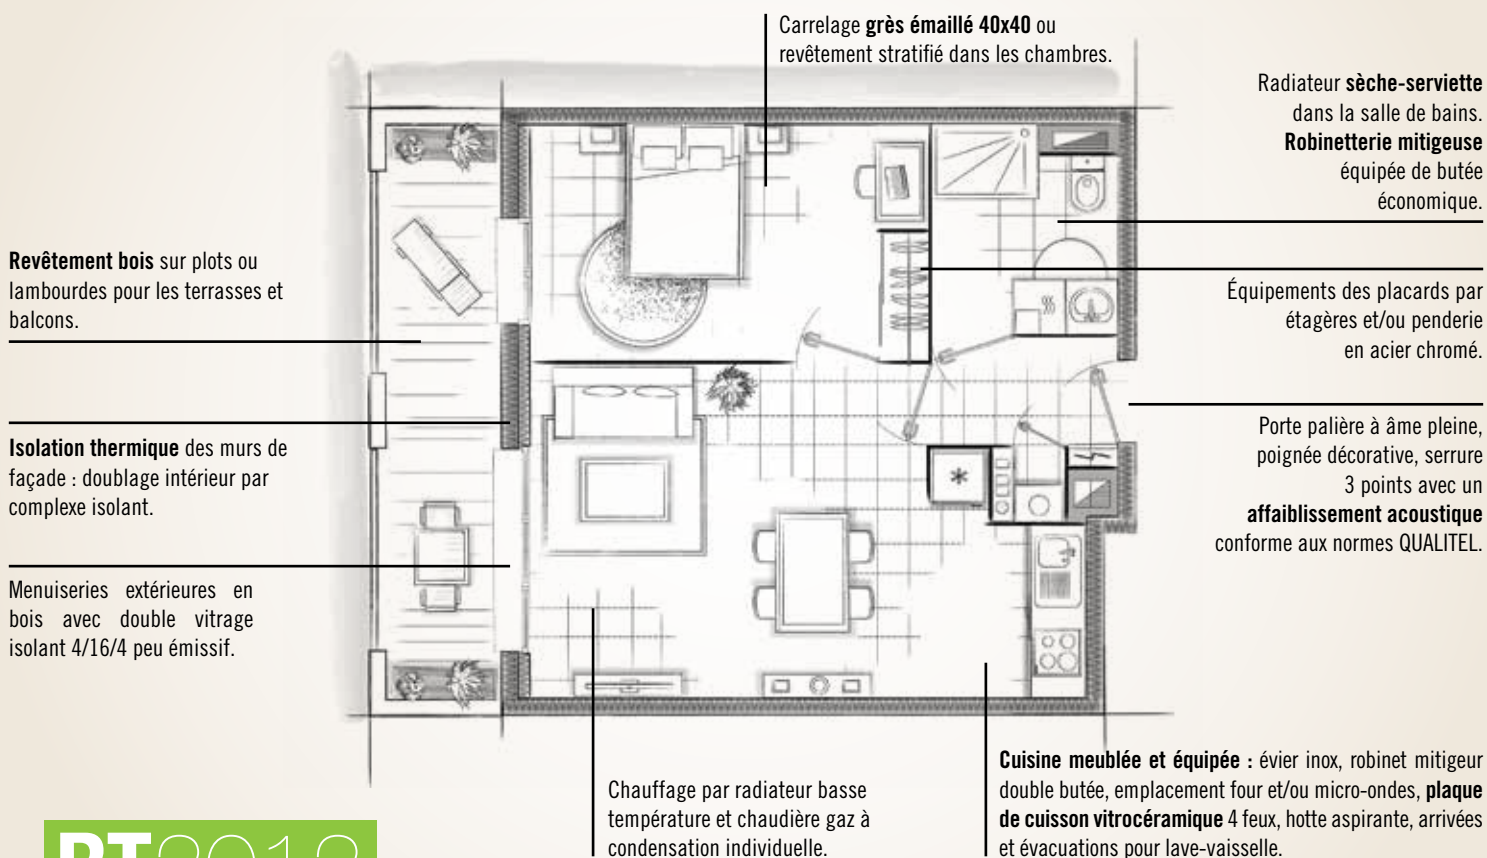 Carrelage grès émaillé 40x40 ou
revêtement stratifié dans les chambres.
Radiateur sèche-serviette
dans la salle de bains.
Robinetterie mitigeuse
équipée de butée
économique.
Revêtement bois sur plots ou
lambourdes pour les terrasses et
balcons.
Équipements des placards par
étagères et/ou penderie
en acier chromé.
Isolation thermique des murs de
façade : doublage intérieur par
complexe isolant.
Porte palière à âme pleine,
poignée décorative, serrure
3 points avec un
affaiblissement acoustique
conforme aux normes QUALITEL.
Menuiseries extérieures en
bois avec double vitrage
isolant 4/16/4 peu émissif.
Chauffage par radiateur basse
température et chaudière gaz à
condensation individuelle.
Cuisine meublée et équipée : évier inox, robinet mitigeur
double butée, emplacement four et/ou micro-ondes, plaque
de cuisson vitrocéramique 4 feux, hotte aspirante, arrivées
et évacuations pour lave-vaisselle.
RT2012